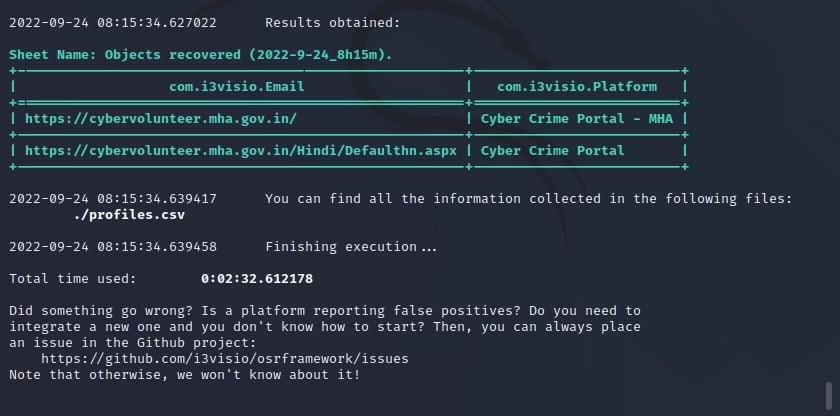 2022-09-24 08:15:34.627022 Results obtained:
Sheet Name: Objects recovered (2022-9-24_8h15m).
com.i3visio.Email | com.i3visio.Platform
https://cybervolunteer.mha.gov.in/ | Cyber Crime Portal - MHA
https://cybervolunteer.mha.gov.in/Hindi/Defaulthn.aspx | Cyber Crime Portal
2022-09-24 08:15:34.639417 You can find all the information collected in the following files:
./profiles.csv
2022-09-24 08:15:34.639458 Finishing execution...
Total time used: 0:02:32.612178
Did something go wrong? Is a platform reporting false positives? Do you need to
integrate a new one and you don't know how to start? Then, you can always place
an issue in the Github project:
https://github.com/i3visio/osrframework/issues
Note that otherwise, we won't know about it!